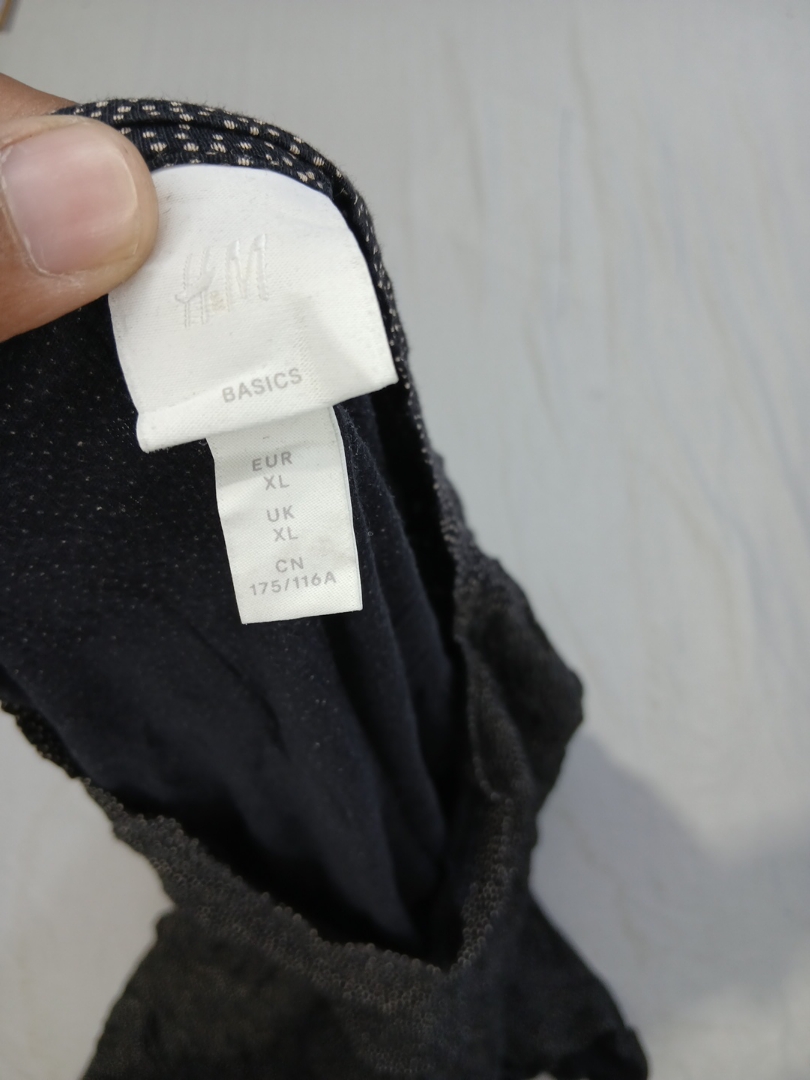 H&M
BASICS
EUR
XL
UK
XL
CN
175/116A